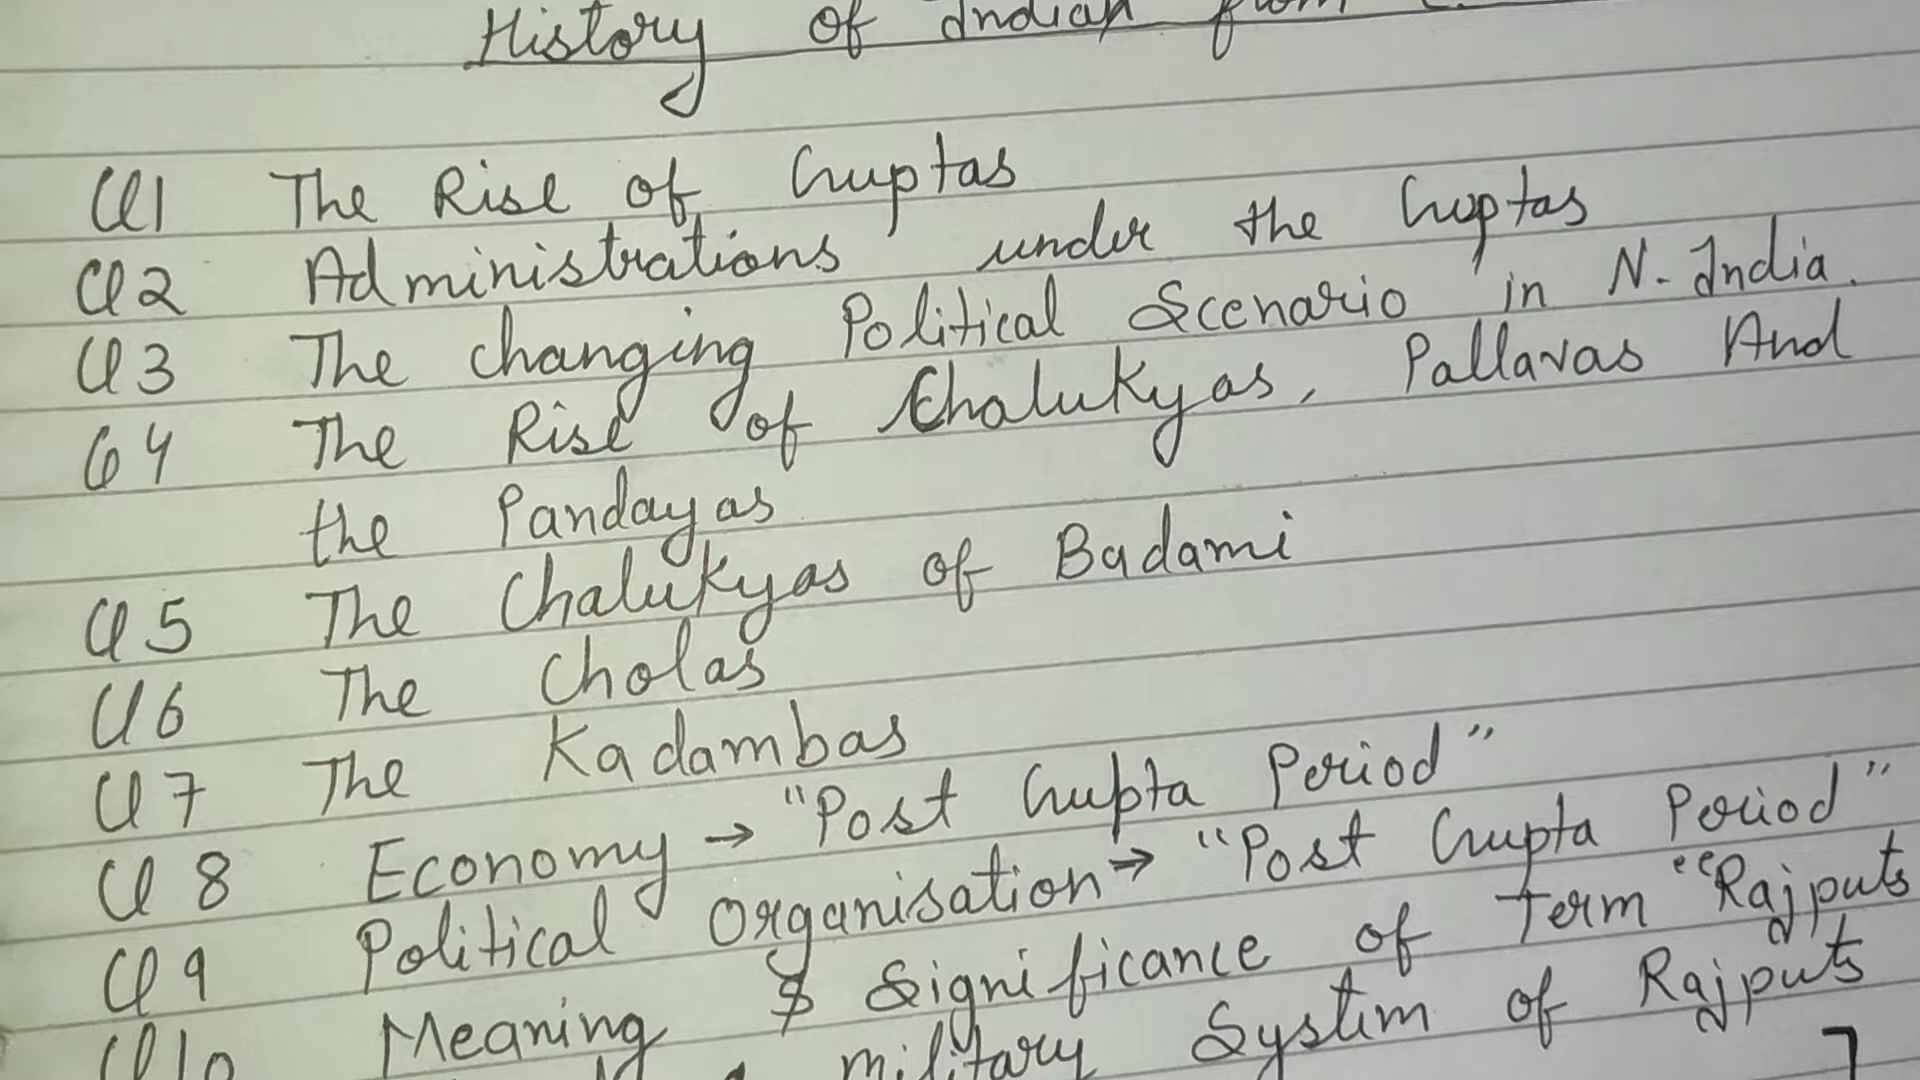 History of Indian from
Q1 The Rise of Guptas
Q2 Administrations under the Guptas
Q3 The changing Political Scenario in N. India.
Q4 The Rise of Chalukyas, Pallavas And
the Pandayas
Q5 The Chalukyas of Badami
Q6 The Cholas
Q7 The Kadambas
Q8 Economy → "Post Gupta Period"
Q9 Political Organisation → "Post Gupta Period"
Q10 Meaning & Significance of Term "Rajputs
military System of Rajputs